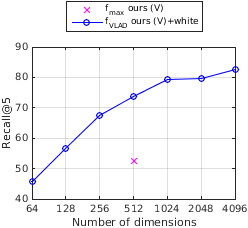 f_max ours (V)
f_VLAD ours (V)+white
90
80
70
60
50
40
Recall@5
64 128 256 512 1024 2048 4096
Number of dimensions